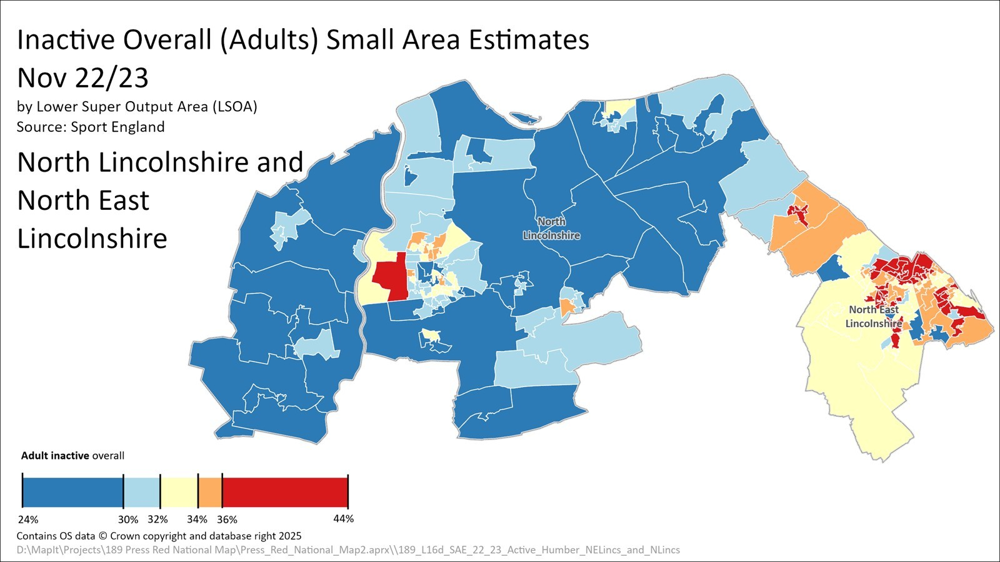 Inactive Overall (Adults) Small Area Estimates
Nov 22/23
by Lower Super Output Area (LSOA)
Source: Sport England
North Lincolnshire and
North East
Lincolnshire
North
Lincolnshire
North East
Lincolnshire
Adult inactive overall
24% 30% 32% 34% 36% 44%
Contains OS data © Crown copyright and database right 2025
D:\MapIt\Projects\189 Press Red National Map\Press_Red_National_Map2.aprx\\189_L16d_SAE_22_23_Active_Humber_NELincs_and_NLincs